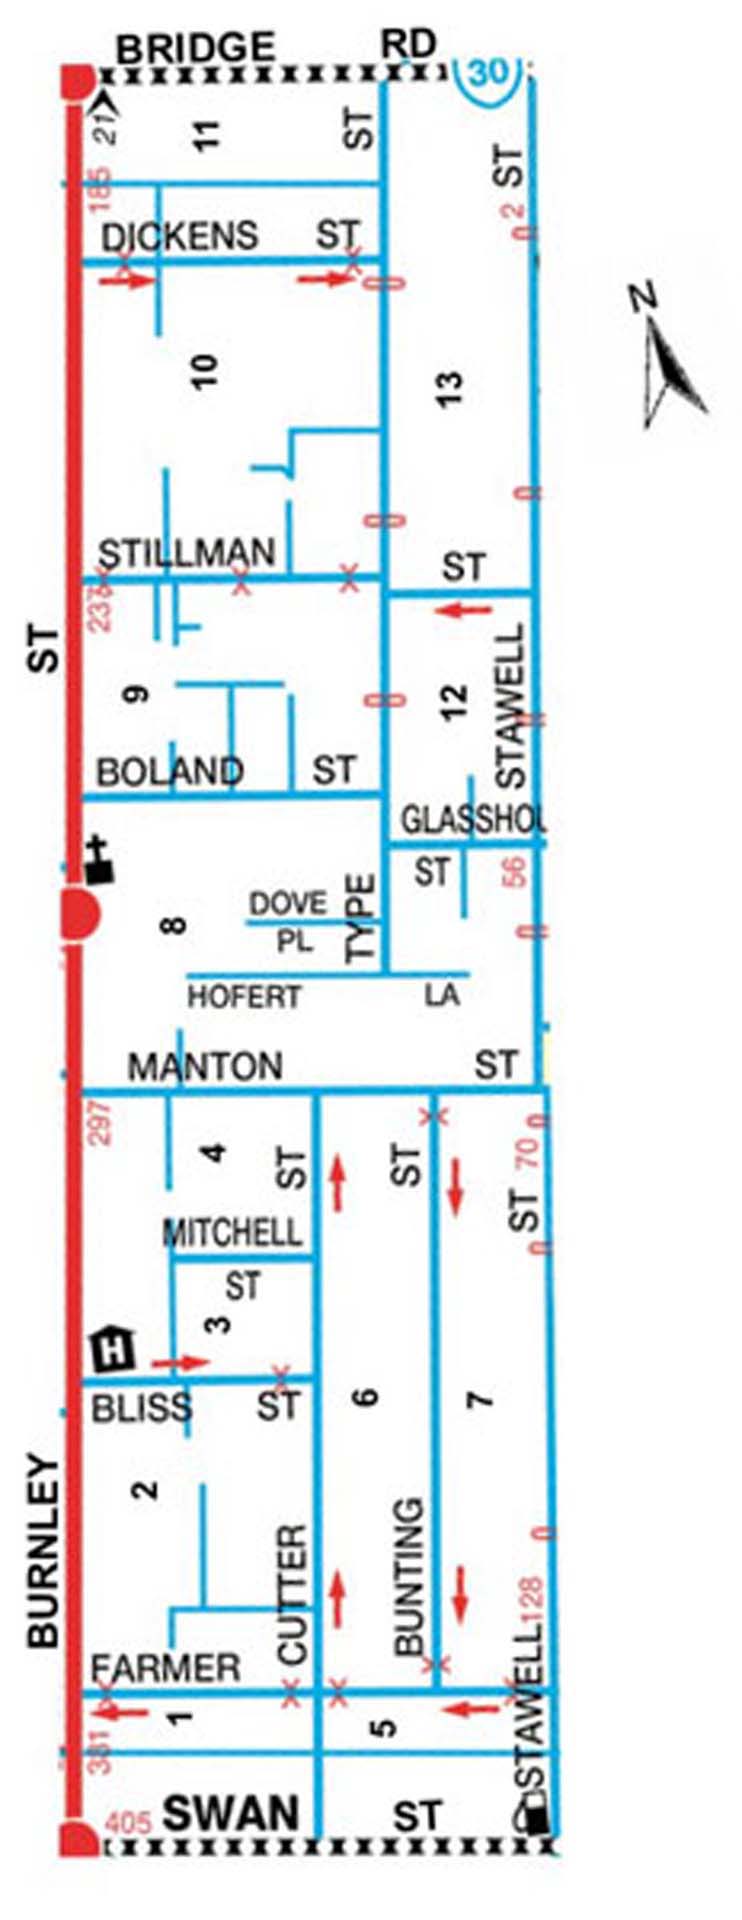 BRIDGE RD
30
21
11
ST
ST
185
2
DICKENS ST
N
10
13
STILLMAN
ST
237
ST
9
12
STAWELL
BOLAND ST
GLASSHOU
ST
56
DOVE
PL
TYPE
8
HOFERT LA
MANTON ST
297
4
ST
ST
70
ST
MITCHELL
ST
3
H
BLISS ST
6
7
2
BURNLEY
CUTTER
BUNTING
128
FARMER
STAWELL
1
5
381
405
SWAN ST